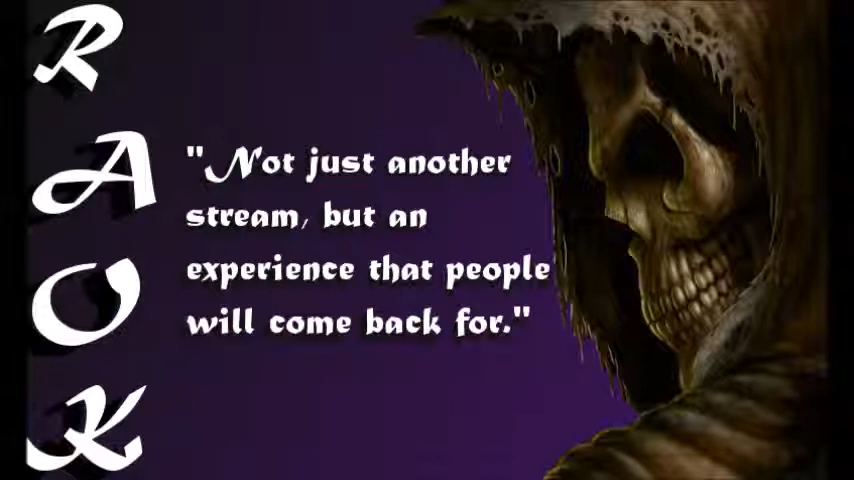 R
A
O
K
"Not just another
stream, but an
experience that people
will come back for."